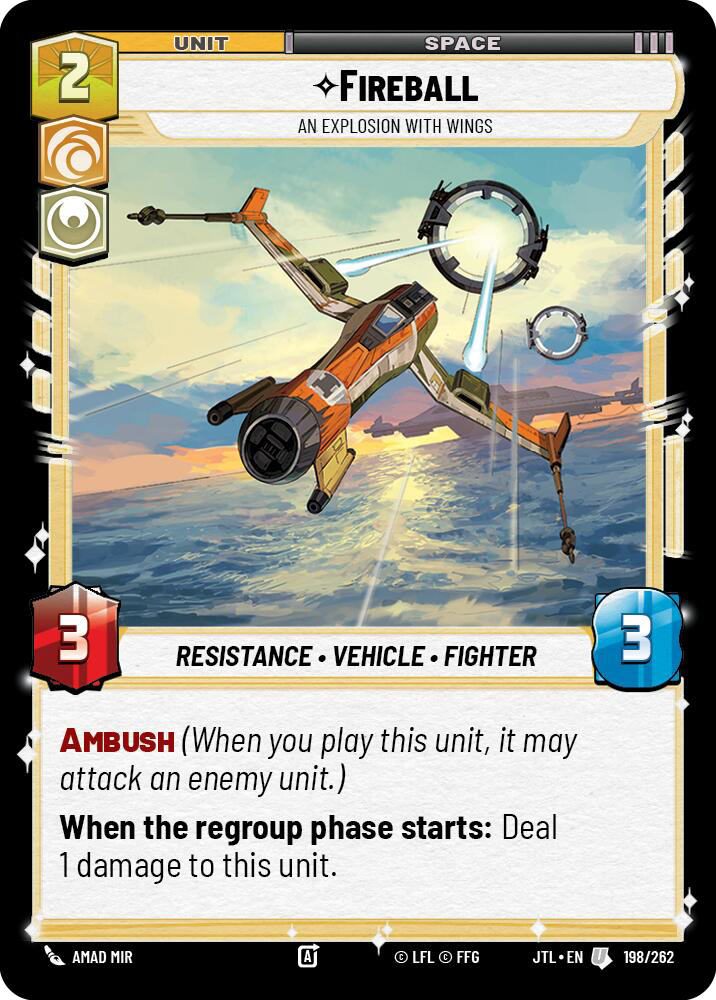 UNIT
SPACE
2
✧FIREBALL
AN EXPLOSION WITH WINGS
3
RESISTANCE • VEHICLE • FIGHTER
3
AMBUSH (When you play this unit, it may
attack an enemy unit.)
When the regroup phase starts: Deal
1 damage to this unit.
AMAD MIR
A
© LFL © FFG
JTL • EN
U
198/262